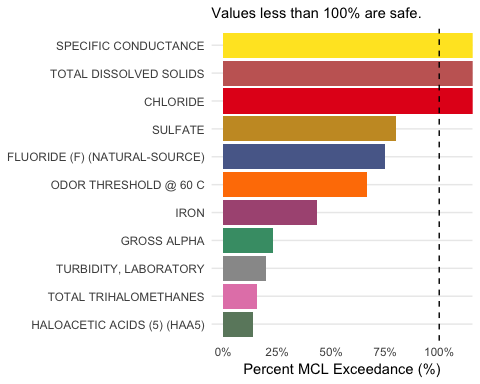 Values less than 100% are safe.
SPECIFIC CONDUCTANCE
TOTAL DISSOLVED SOLIDS
CHLORIDE
SULFATE
FLUORIDE (F) (NATURAL-SOURCE)
ODOR THRESHOLD @ 60 C
IRON
GROSS ALPHA
TURBIDITY, LABORATORY
TOTAL TRIHALOMETHANES
HALOACETIC ACIDS (5) (HAA5)
0% 25% 50% 75% 100%
Percent MCL Exceedance (%)